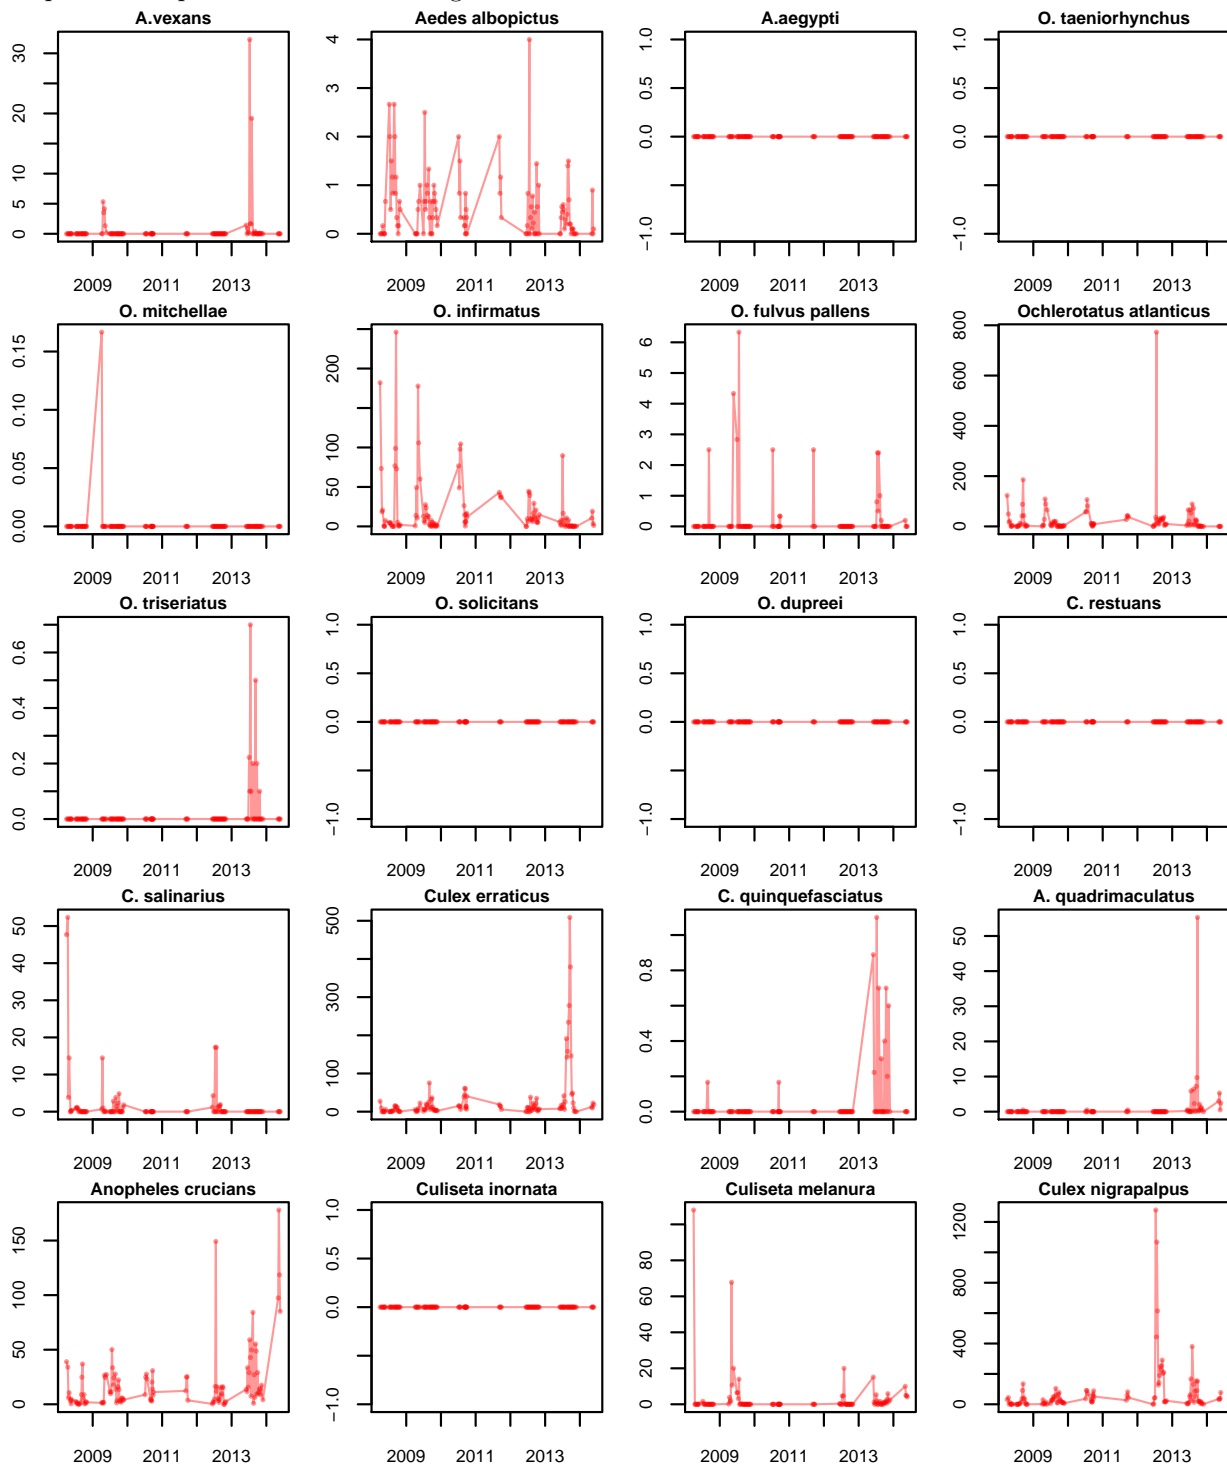 A.vexans
0 5 10 20 30
2009 2011 2013
Aedes albopictus
0 1 2 3 4
2009 2011 2013
A.aegypti
−1.0 0.0 0.5 1.0
2009 2011 2013
O. taeniorhynchus
−1.0 0.0 0.5 1.0
2009 2011 2013
O. mitchellae
0.00 0.05 0.10 0.15
2009 2011 2013
O. infirmatus
0 50 100 200
2009 2011 2013
O. fulvus pallens
0 1 2 3 4 5 6
2009 2011 2013
Ochlerotatus atlanticus
0 200 400 600 800
2009 2011 2013
O. triseriatus
0.0 0.2 0.4 0.6
2009 2011 2013
O. solicitans
−1.0 0.0 0.5 1.0
2009 2011 2013
O. dupreei
−1.0 0.0 0.5 1.0
2009 2011 2013
C. restuans
−1.0 0.0 0.5 1.0
2009 2011 2013
C. salinarius
0 10 20 30 40 50
2009 2011 2013
Culex erraticus
0 100 300 500
2009 2011 2013
C. quinquefasciatus
0.0 0.4 0.8
2009 2011 2013
A. quadrimaculatus
0 10 20 30 40 50
2009 2011 2013
Anopheles crucians
0 50 100 150
2009 2011 2013
Culiseta inornata
−1.0 0.0 0.5 1.0
2009 2011 2013
Culiseta melanura
0 20 40 60 80
2009 2011 2013
Culex nigrapalpus
0 400 800 1200
2009 2011 2013